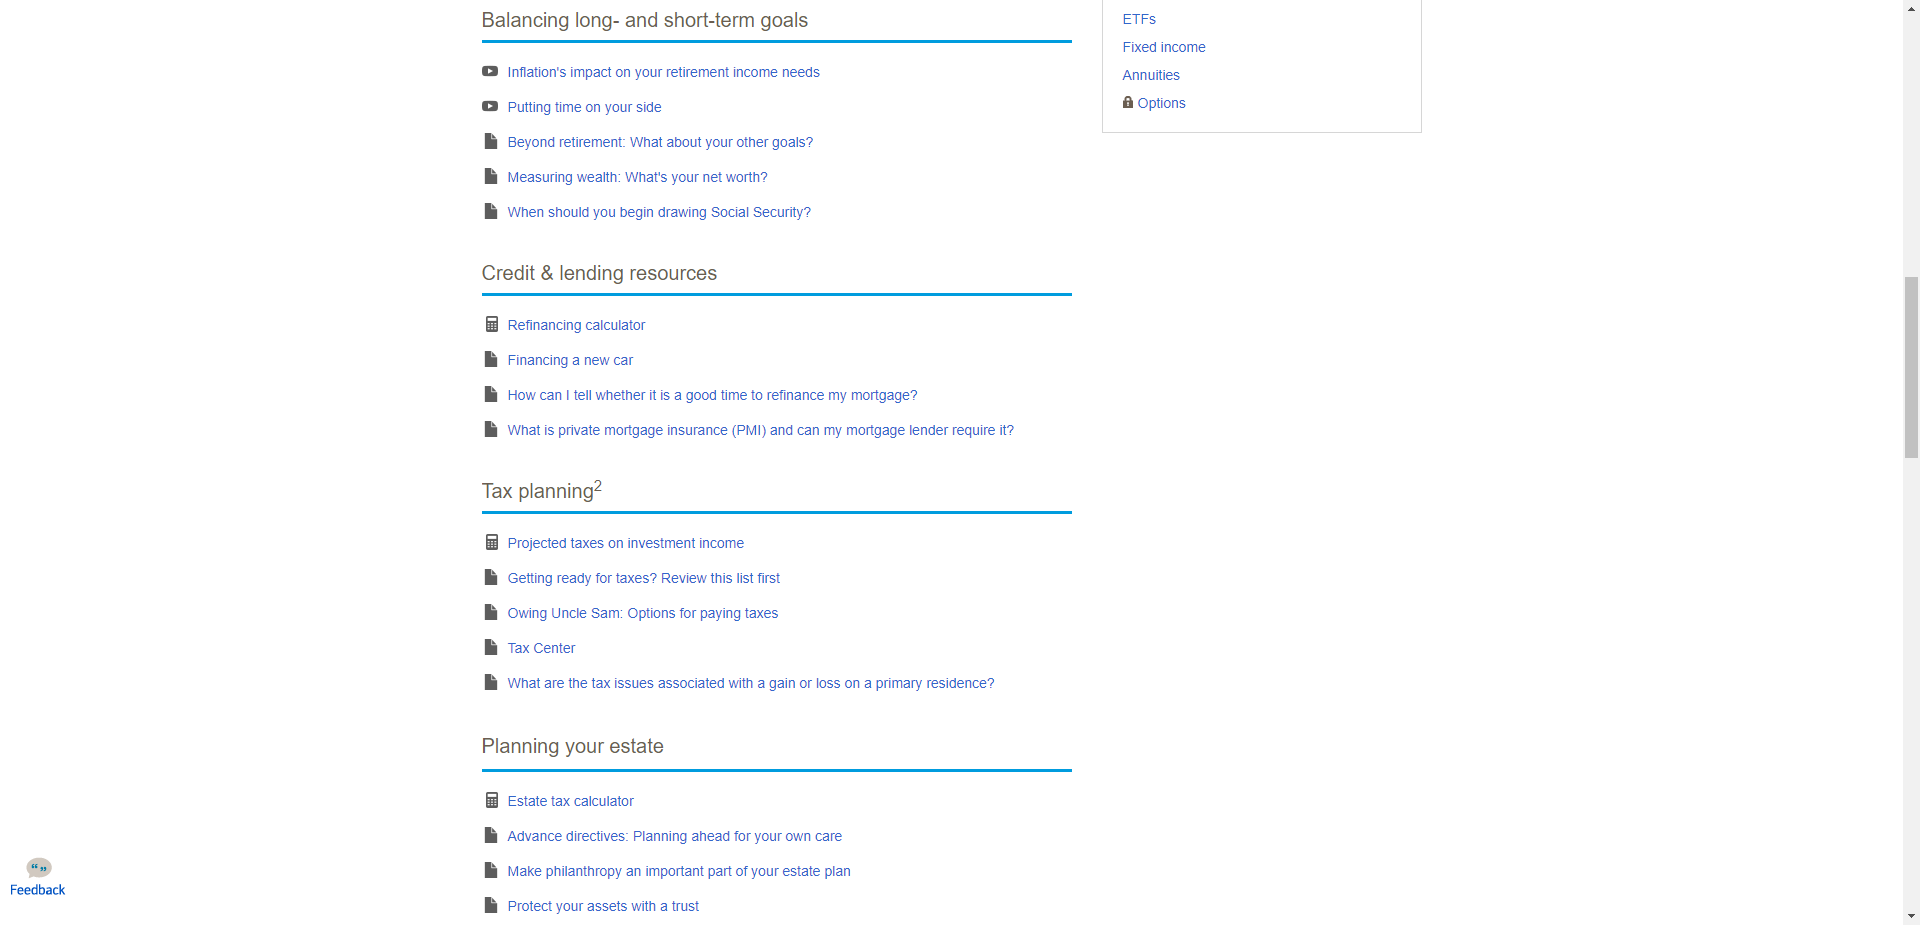 Balancing long- and short-term goals
Inflation's impact on your retirement income needs
Putting time on your side
Beyond retirement: What about your other goals?
Measuring wealth: What's your net worth?
When should you begin drawing Social Security?
Credit & lending resources
Refinancing calculator
Financing a new car
How can I tell whether it is a good time to refinance my mortgage?
What is private mortgage insurance (PMI) and can my mortgage lender require it?
Tax planning2
Projected taxes on investment income
Getting ready for taxes? Review this list first
Owing Uncle Sam: Options for paying taxes
Tax Center
What are the tax issues associated with a gain or loss on a primary residence?
Planning your estate
Estate tax calculator
Advance directives: Planning ahead for your own care
Make philanthropy an important part of your estate plan
Protect your assets with a trust
ETFs
Fixed income
Annuities
Options
Feedback